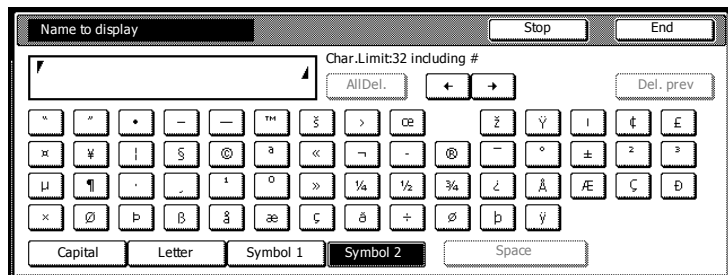 Name to display Stop End
Char.Limit:32 including #
AllDel. ← → Del. prev
“ ” • – — ™ š › œ ž Ÿ ı ¢ £
¤ ¥ ¦ § © ª « ¬ - ® ¯ ° ± ² ³
µ ¶ · ¸ ¹ º » ¼ ½ ¾ ¿ Å Æ Ç Ð
× Ø Þ ß å æ ç ð ÷ ø þ ÿ
Capital Letter Symbol 1 Symbol 2 Space